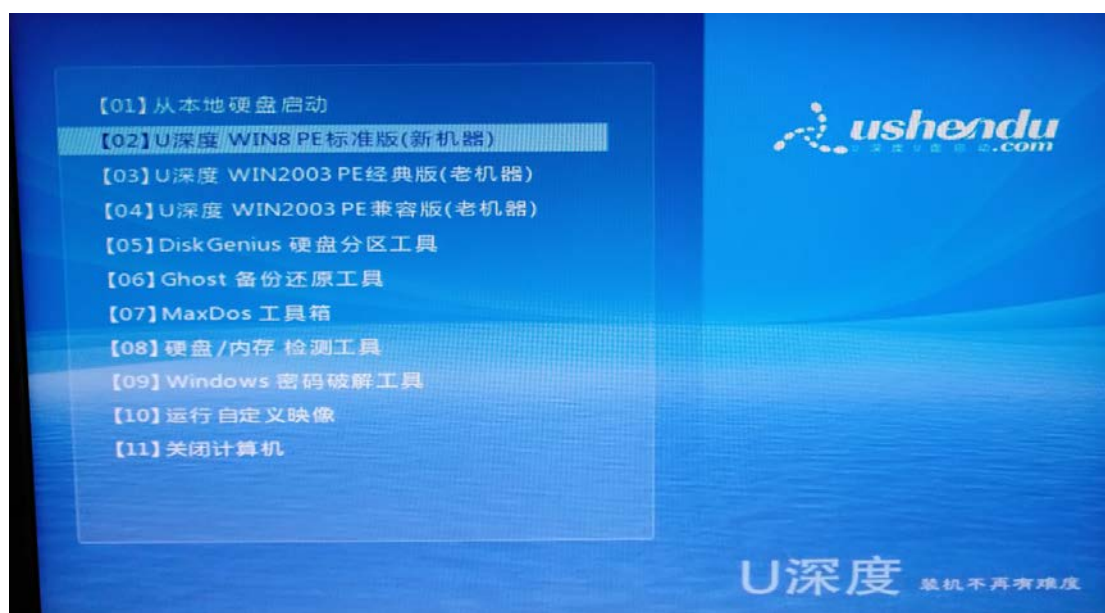 【01】从本地硬盘启动
【02】U深度 WIN8 PE标准版(新机器)
【03】U深度 WIN2003 PE经典版(老机器)
【04】U深度 WIN2003 PE兼容版(老机器)
【05】DiskGenius 硬盘分区工具
【06】Ghost 备份还原工具
【07】MaxDos 工具箱
【08】硬盘/内存 检测工具
【09】Windows 密码破解工具
【10】运行 自定义映像
【11】关闭计算机
ushendu
.com
U深度 装机不再有难度